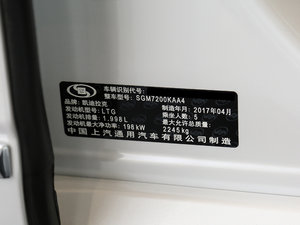 车辆识别代号:
整车型号: SGM7200KAA4
品牌: 凯迪拉克 制造年月 2017年04月
发动机型号: LTG 乘坐人数 5
发动机排量: 1.998L 最大允许总质量
发动机最大净功率 198kW 2245kg
中国上汽通用汽车有限公司制造